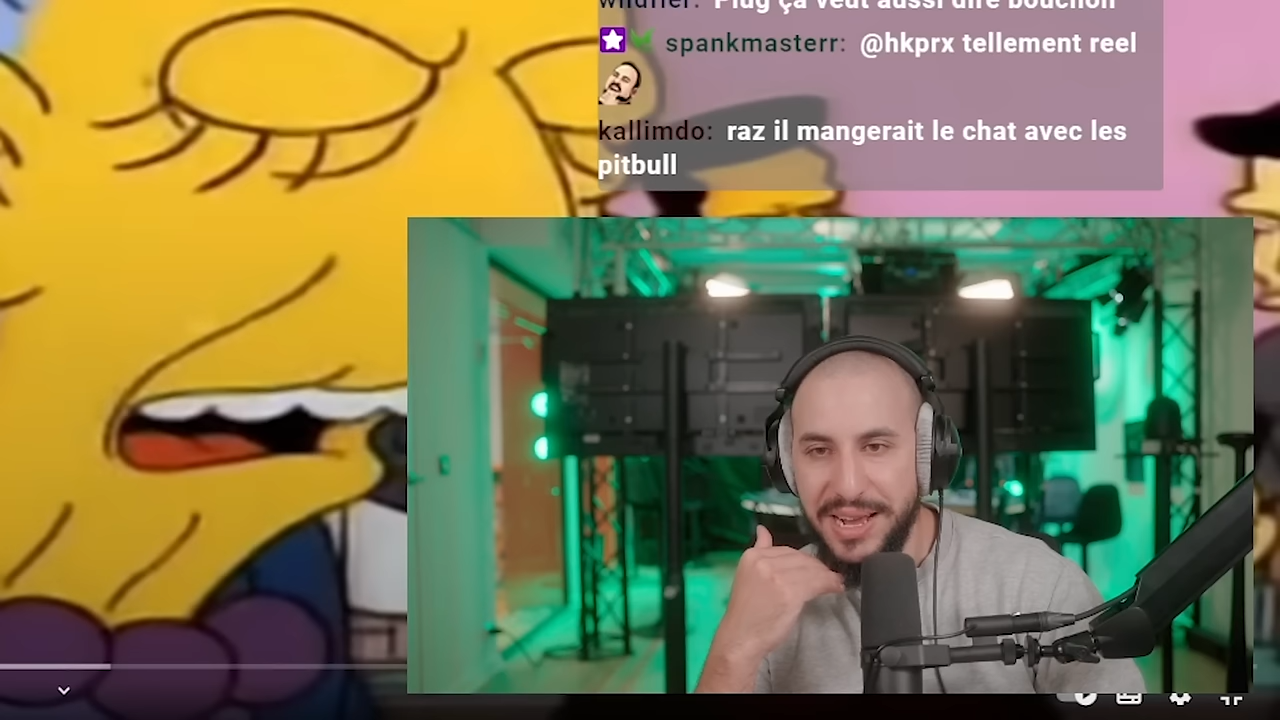 wildrier: Plug ça veut aussi dire bouchon
spankmasterr: @hkprx tellement reel
kallimdo: raz il mangerait le chat avec les
pitbull